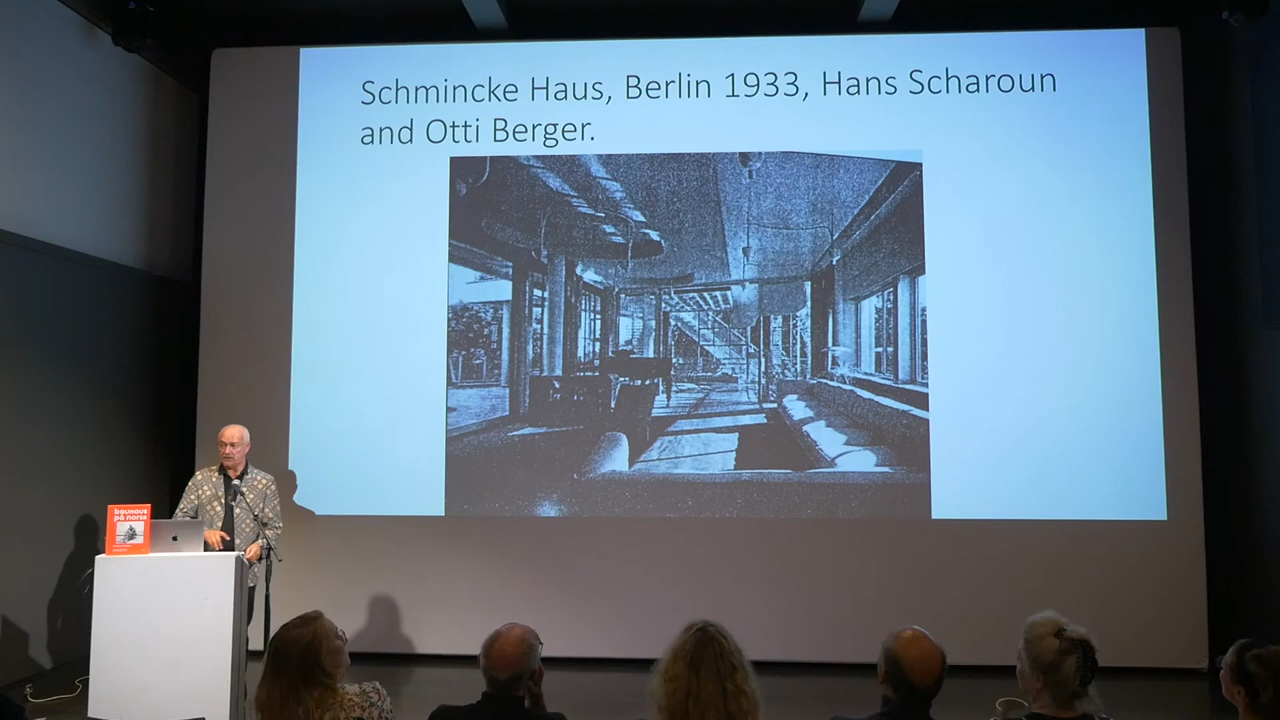 Schmincke Haus, Berlin 1933, Hans Scharoun
and Otti Berger.
bauhaus
på norsk